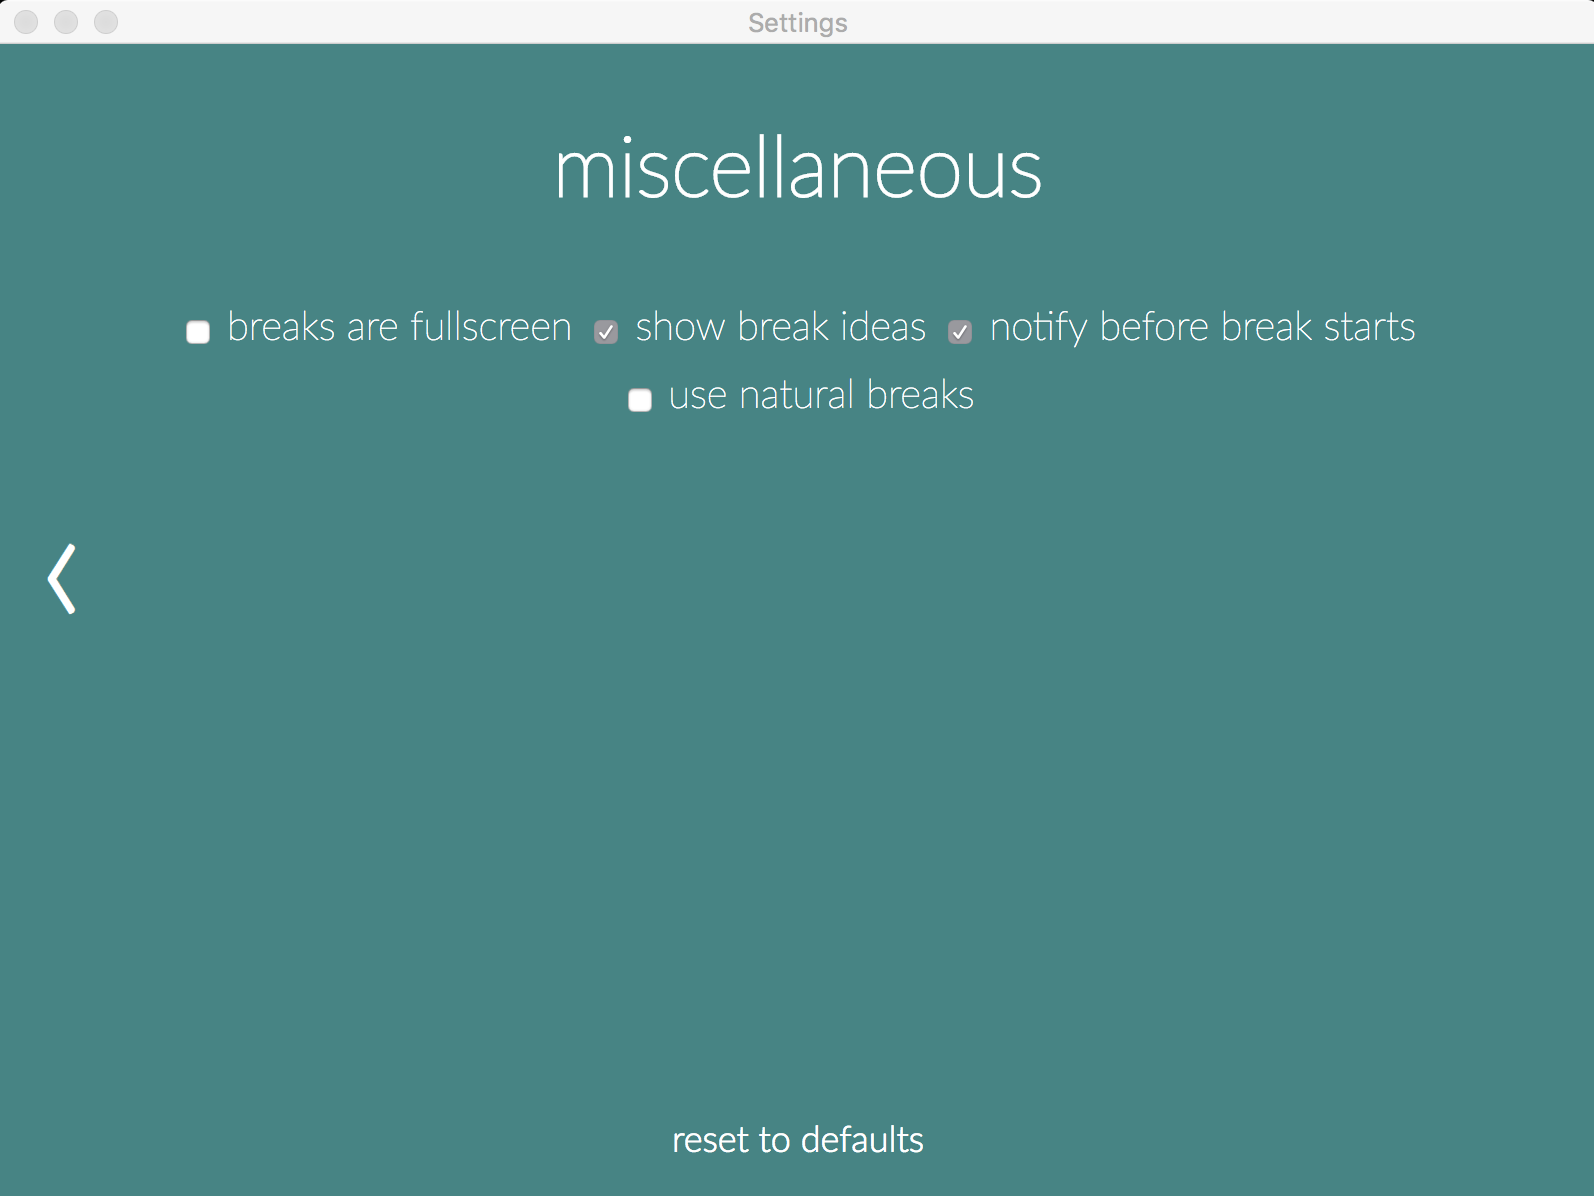 Settings
miscellaneous
breaks are fullscreen show break ideas notify before break starts
use natural breaks
reset to defaults